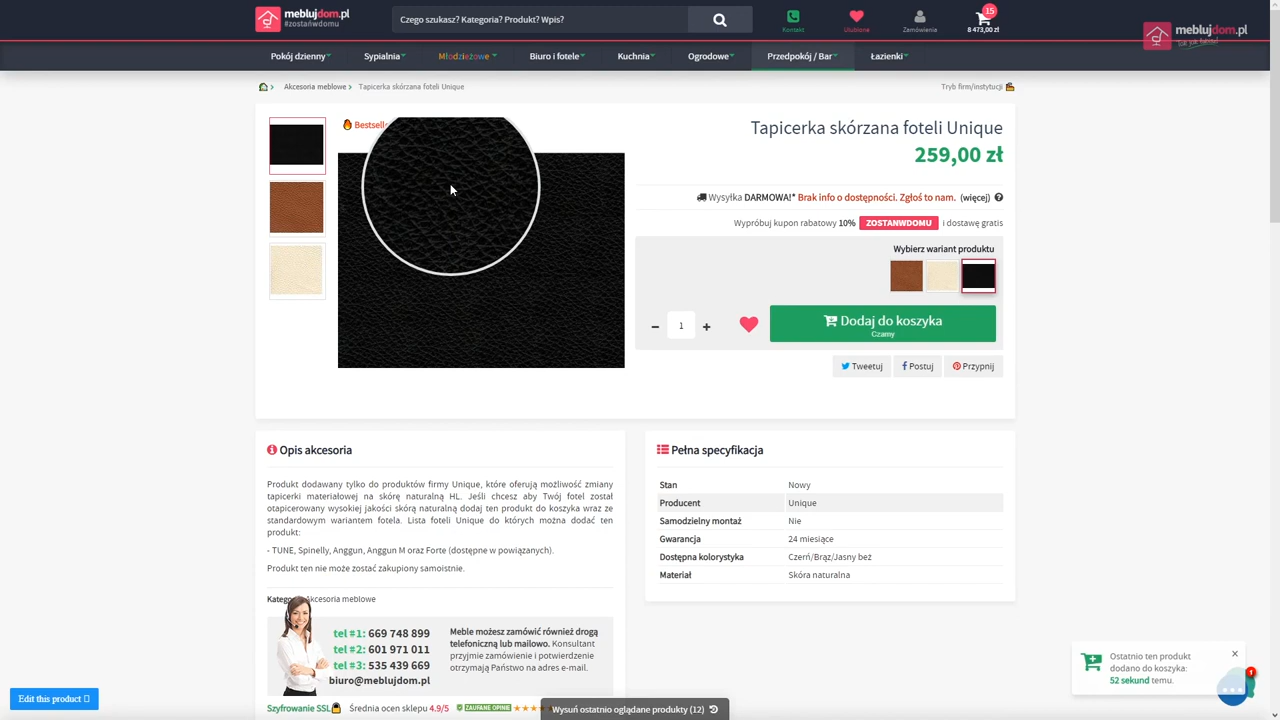 meblujdom.pl
#zostańwdomu
Czego szukasz? Kategoria? Produkt? Wpis?
Kontakt
Ulubione
Zamówienia
15
8 473,00 zł
meblujdom.pl
Tak jak lubisz!
Pokój dzienny
Sypialnia
Młodzieżowe
Biuro i fotele
Kuchnia
Ogrodowe
Przedpokój / Bar
Łazienki
Akcesoria meblowe
Tapicerka skórzana foteli Unique
Tryb firm/instytucji
Bestselle
Tapicerka skórzana foteli Unique
259,00 zł
Wysyłka DARMOWA!* Brak info o dostępności. Zgłoś to nam. (więcej)
Wypróbuj kupon rabatowy 10% ZOSTANWDOMU i dostawę gratis
Wybierz wariant produktu
1
Dodaj do koszyka
Czarny
Tweetuj
Postuj
Przypnij
Opis akcesoria
Produkt dodawany tylko do produktów firmy Unique, które oferują możliwość zmiany
tapicerki materiałowej na skórę naturalną HL. Jeśli chcesz aby Twój fotel został
otapicerowany wysokiej jakości skórą naturalną dodaj ten produkt do koszyka wraz ze
standardowym wariantem fotela. Lista foteli Unique do których można dodać ten
produkt:
- TUNE, Spinelly, Anggun, Anggun M oraz Forte (dostępne w powiązanych).
Produkt ten nie może zostać zakupiony samoistnie.
Akcesoria meblowe
tel #1: 669 748 899
tel #2: 601 971 011
tel #3: 535 439 669
biuro@meblujdom.pl
Meble możesz zamówić również drogą
telefoniczną lub mailowo. Konsultant
przyjmie zamówienie i potwierdzenie
otrzymają Państwo na adres e-mail.
Szyfrowanie SSL
Średnia ocen sklepu 4.9/5
ZAUFANE OPINIE
Pełna specyfikacja
Stan Nowy
Producent Unique
Samodzielny montaż Nie
Gwarancja 24 miesiące
Dostępna kolorystyka Czerń/Brąz/Jasny beż
Materiał Skóra naturalna
Ostatnio ten produkt
dodano do koszyka:
52 sekund temu.
1
Edit this product
Wysuń ostatnio oglądane produkty (12)